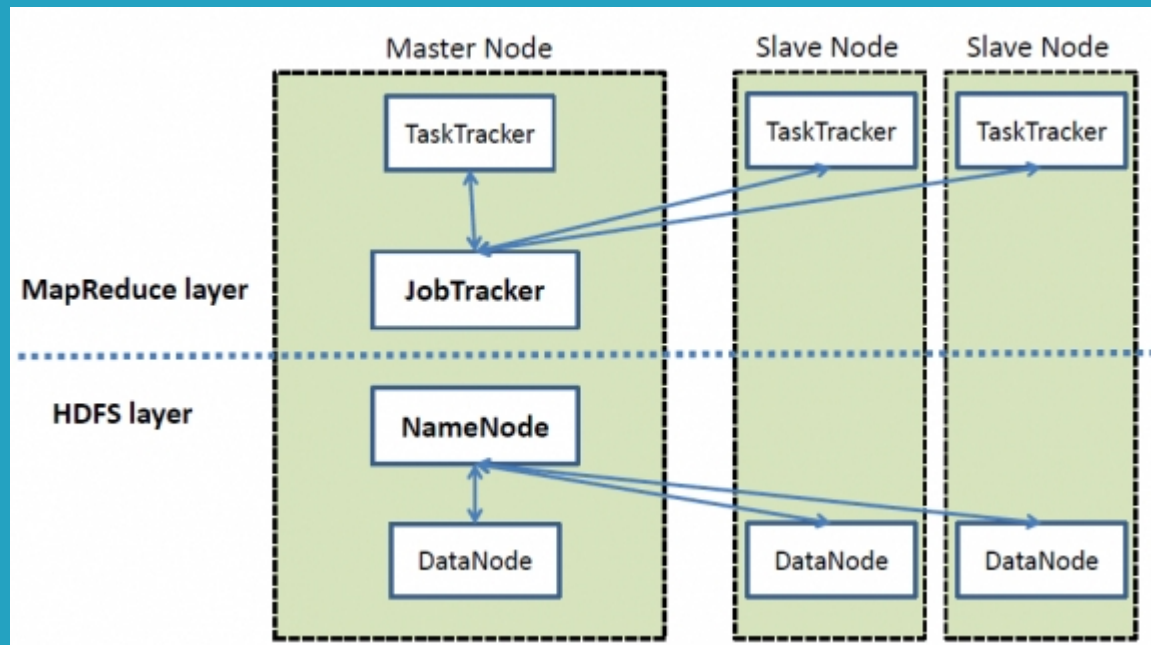 Master Node
Slave Node
Slave Node
TaskTracker
TaskTracker
TaskTracker
MapReduce layer
JobTracker
HDFS layer
NameNode
DataNode
DataNode
DataNode